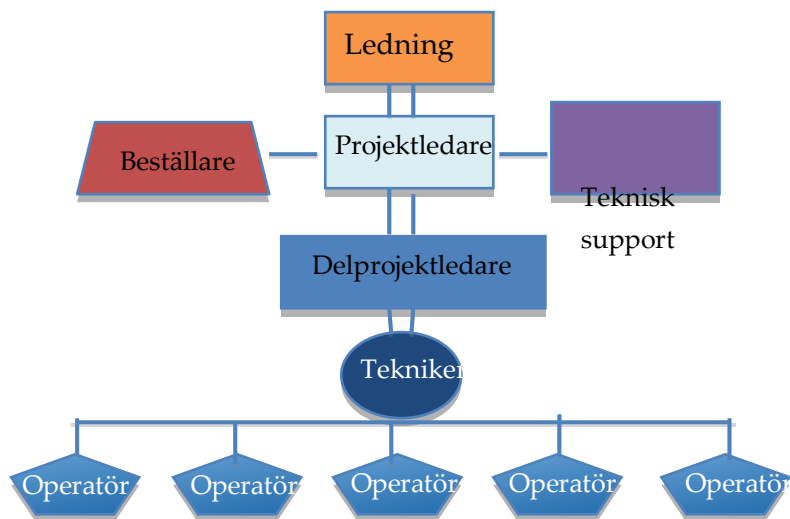 Ledning
Beställare
Projektledare
Teknisk
support
Delprojektledare
Tekniker
Operatör
Operatör
Operatör
Operatör
Operatör